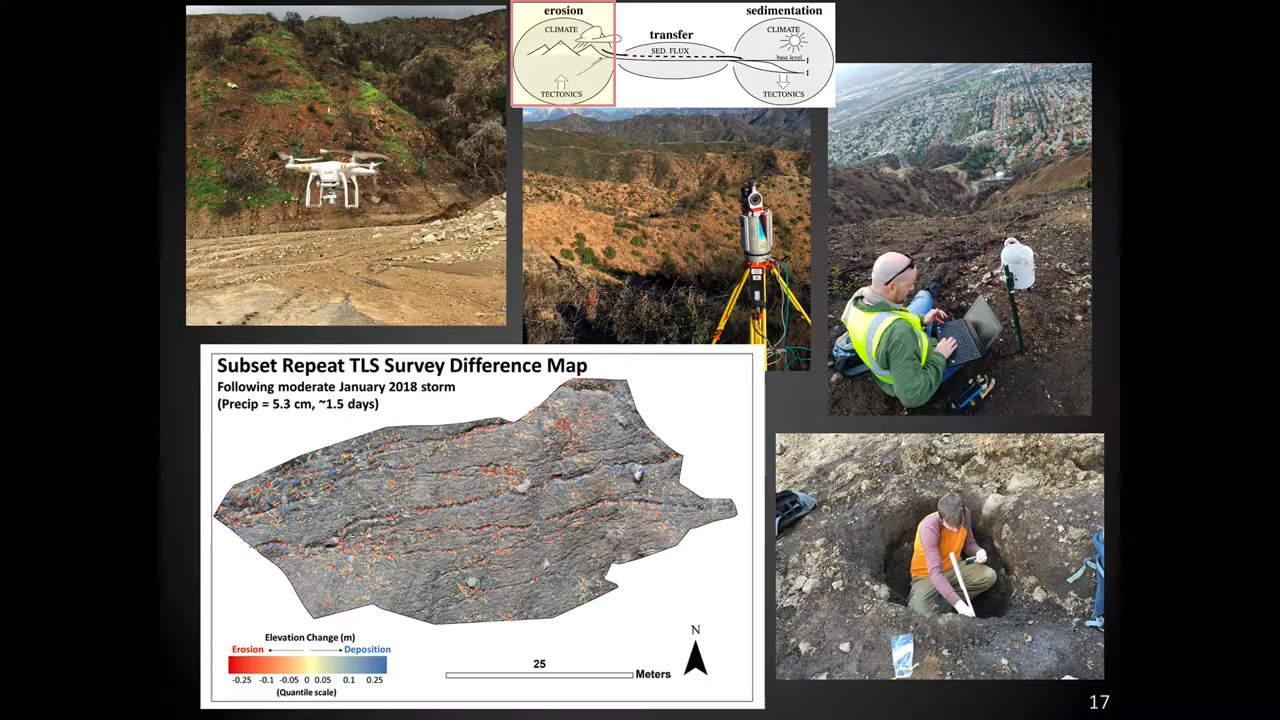 erosion
CLIMATE
TECTONICS
transfer
SED. FLUX
sedimentation
CLIMATE
base level
TECTONICS
Subset Repeat TLS Survey Difference Map
Following moderate January 2018 storm
(Precip = 5.3 cm, ~1.5 days)
Elevation Change (m)
Erosion Deposition
-0.25 -0.1 -0.05 0 0.05 0.1 0.25
(Quantile scale)
25
Meters
N
17